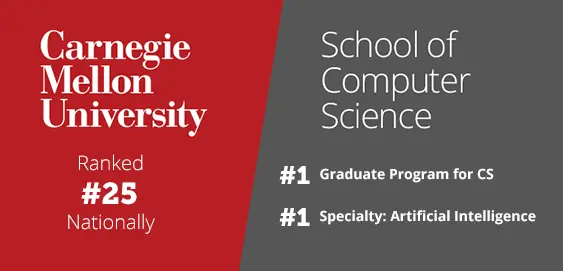 Carnegie
Mellon
University
Ranked
#25
Nationally
School of
Computer
Science
#1 Graduate Program for CS
#1 Specialty: Artificial Intelligence